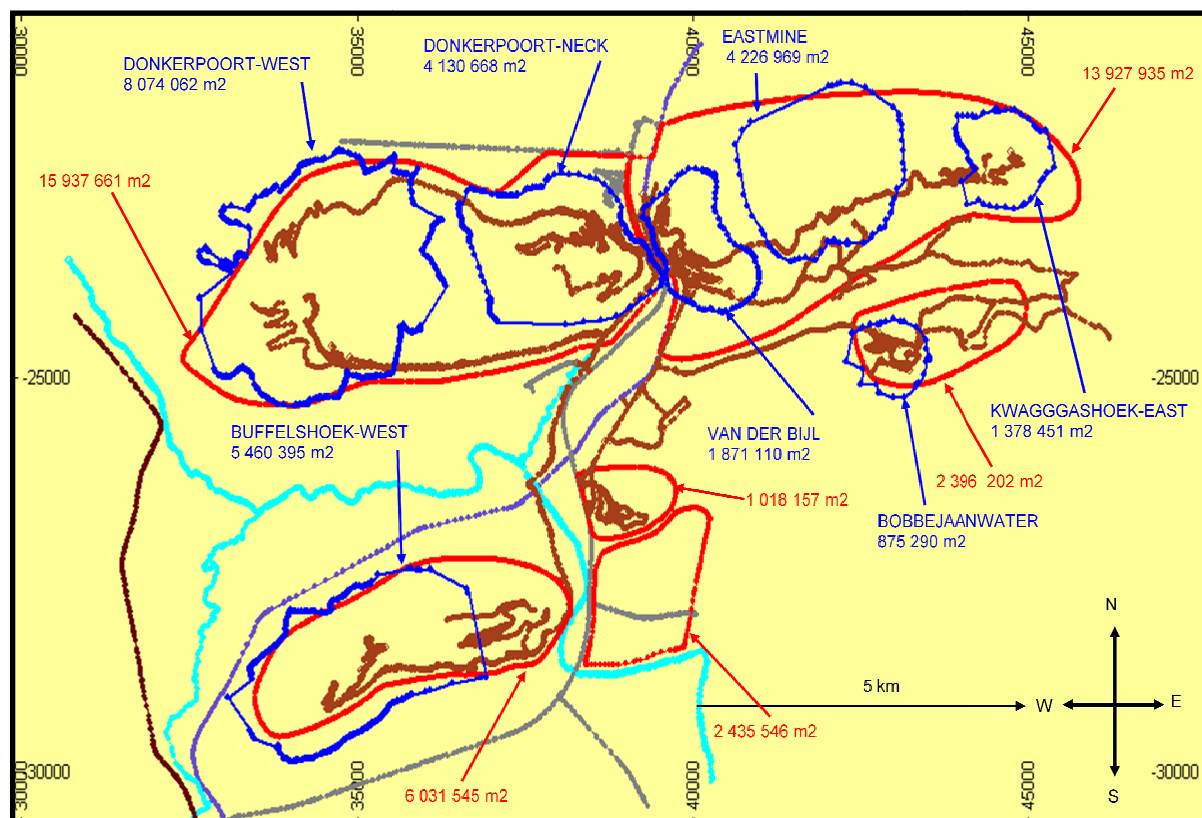 30000
35000
40000
45000
EASTMINE
4 226 969 m2
DONKERPOORT-NECK
4 130 668 m2
DONKERPOORT-WEST
8 074 062 m2
13 927 935 m2
15 937 661 m2
-25000
-25000
KWAGGGASHOEK-EAST
1 378 451 m2
BUFFELSHOEK-WEST
5 460 395 m2
VAN DER BIJL
1 871 110 m2
2 396 202 m2
1 018 157 m2
BOBBEJAANWATER
875 290 m2
N
5 km
W
E
2 435 546 m2
S
6 031 545 m2
-30000
30000
30000
35000
40000
45000